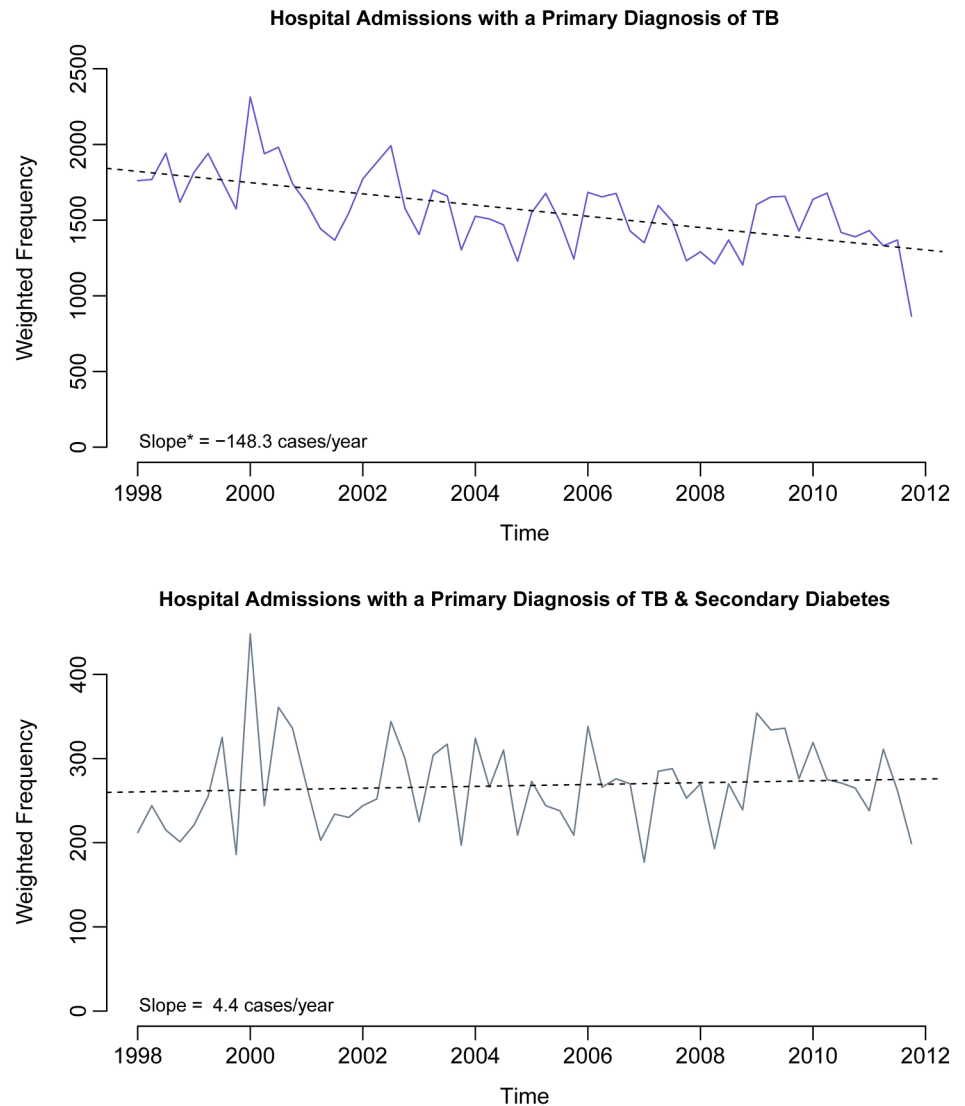 Hospital Admissions with a Primary Diagnosis of TB
2500
2000
1500
1000
500
0
Weighted Frequency
Slope* = −148.3 cases/year
1998 2000 2002 2004 2006 2008 2010 2012
Time
Hospital Admissions with a Primary Diagnosis of TB & Secondary Diabetes
400
300
200
100
0
Weighted Frequency
Slope =  4.4 cases/year
1998 2000 2002 2004 2006 2008 2010 2012
Time